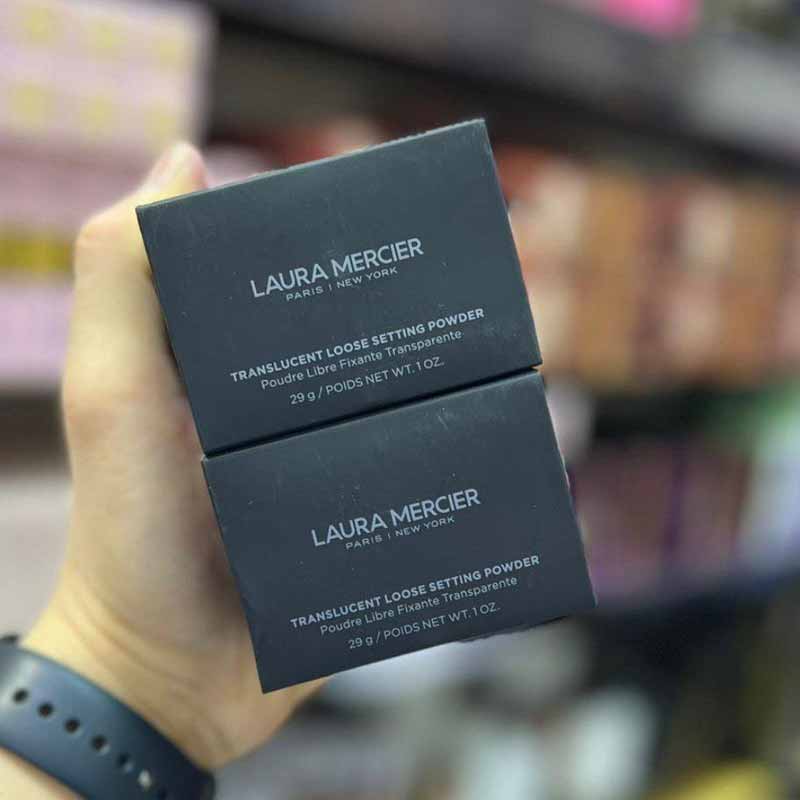 LAURA MERCIER
PARIS | NEW YORK
TRANSLUCENT LOOSE SETTING POWDER
Poudre Libre Fixante Transparente
29 g / POIDS NET WT. 1 OZ.
LAURA MERCIER
PARIS | NEW YORK
TRANSLUCENT LOOSE SETTING POWDER
Poudre Libre Fixante Transparente
29 g / POIDS NET WT. 1 OZ.